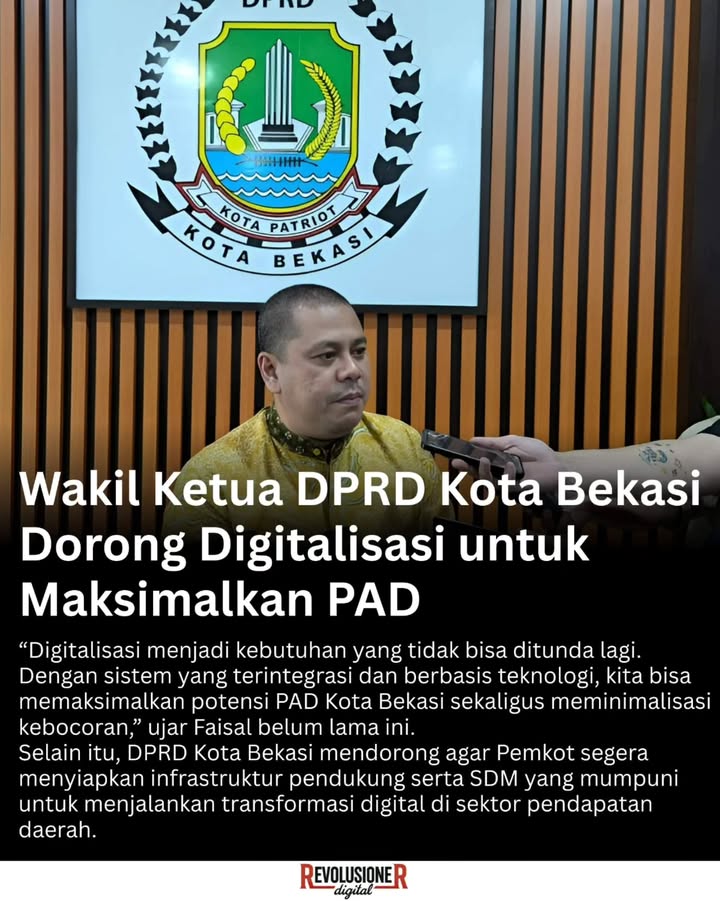 DPRD
KOTA PATRIOT
KOTA BEKASI
Wakil Ketua DPRD Kota Bekasi
Dorong Digitalisasi untuk
Maksimalkan PAD
“Digitalisasi menjadi kebutuhan yang tidak bisa ditunda lagi.
Dengan sistem yang terintegrasi dan berbasis teknologi, kita bisa
memaksimalkan potensi PAD Kota Bekasi sekaligus meminimalisasi
kebocoran,” ujar Faisal belum lama ini.
Selain itu, DPRD Kota Bekasi mendorong agar Pemkot segera
menyiapkan infrastruktur pendukung serta SDM yang mumpuni
untuk menjalankan transformasi digital di sektor pendapatan
daerah.
REVOLUSIONER
digital